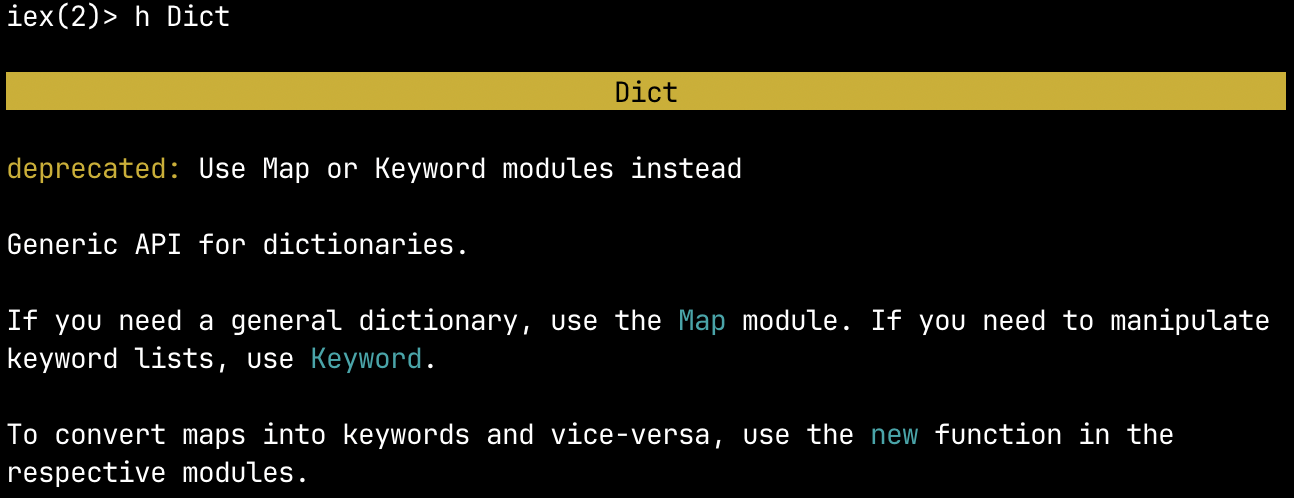 iex(2)> h Dict
Dict
deprecated: Use Map or Keyword modules instead
Generic API for dictionaries.
If you need a general dictionary, use the Map module. If you need to manipulate
keyword lists, use Keyword.
To convert maps into keywords and vice-versa, use the new function in the
respective modules.